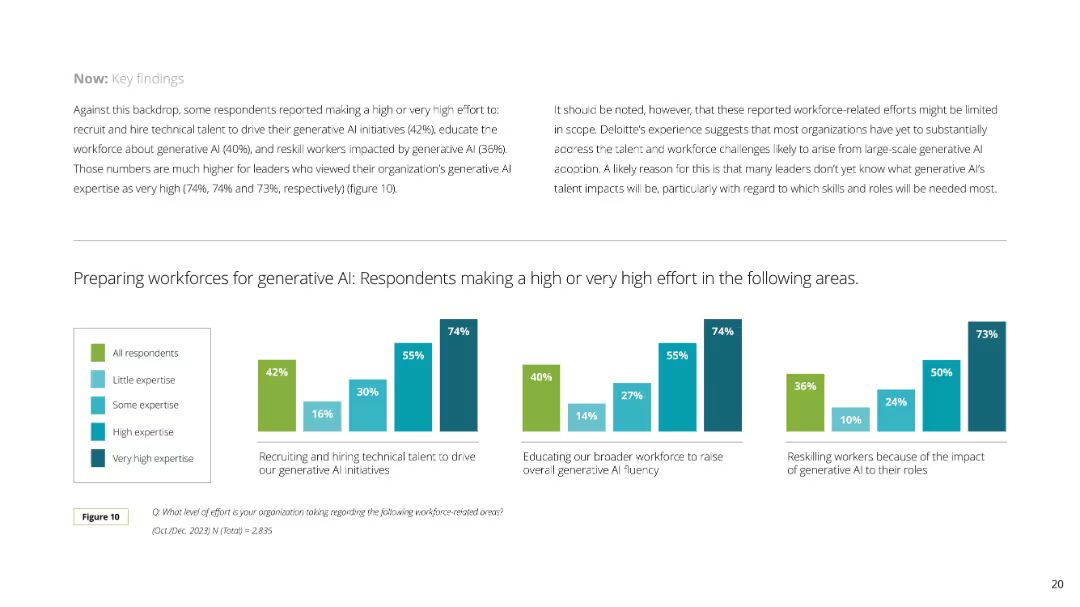 Now: Key findings
Against this backdrop, some respondents reported making a high or very high effort to:
recruit and hire technical talent to drive their generative AI initiatives (42%), educate the
workforce about generative AI (40%), and reskill workers impacted by generative AI (36%).
Those numbers are much higher for leaders who viewed their organization's generative AI
expertise as very high (74%, 74% and 73%, respectively) (figure 10).
It should be noted, however, that these reported workforce-related efforts might be limited
in scope. Deloitte's experience suggests that most organizations have yet to substantially
address the talent and workforce challenges likely to arise from large-scale generative AI
adoption. A likely reason for this is that many leaders don't yet know what generative AI's
talent impacts will be, particularly with regard to which skills and roles will be needed most.
Preparing workforces for generative AI: Respondents making a high or very high effort in the following areas.
All respondents
Little expertise
Some expertise
High expertise
Very high expertise
42%
16%
30%
55%
74%
Recruiting and hiring technical talent to drive
our generative AI initiatives
40%
14%
27%
55%
74%
Educating our broader workforce to raise
overall generative AI fluency
36%
10%
24%
50%
73%
Reskilling workers because of the impact
of generative AI to their roles
Figure 10
Q: What level of effort is your organization taking regarding the following workforce-related areas?
(Oct./Dec. 2023) N (Total) = 2,835
20